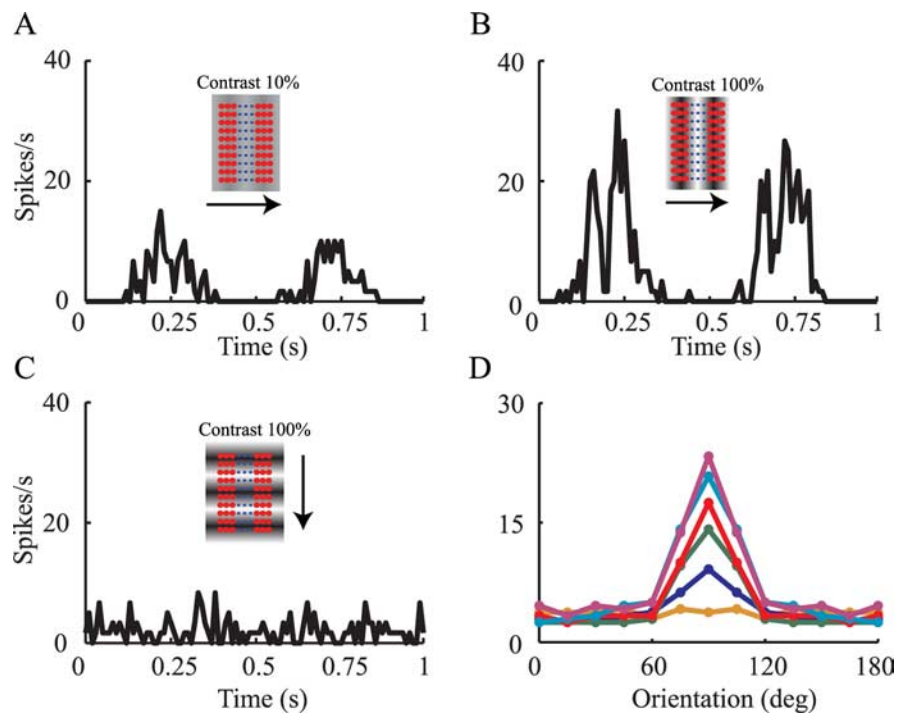 A
Spikes/s
40
20
0
Contrast 10%
0 0.25 0.5 0.75 1
Time (s)
B
40
20
0
Contrast 100%
0 0.25 0.5 0.75 1
Time (s)
C
Spikes/s
40
20
0
Contrast 100%
0 0.25 0.5 0.75 1
Time (s)
D
30
15
0
0 60 120 180
Orientation (deg)